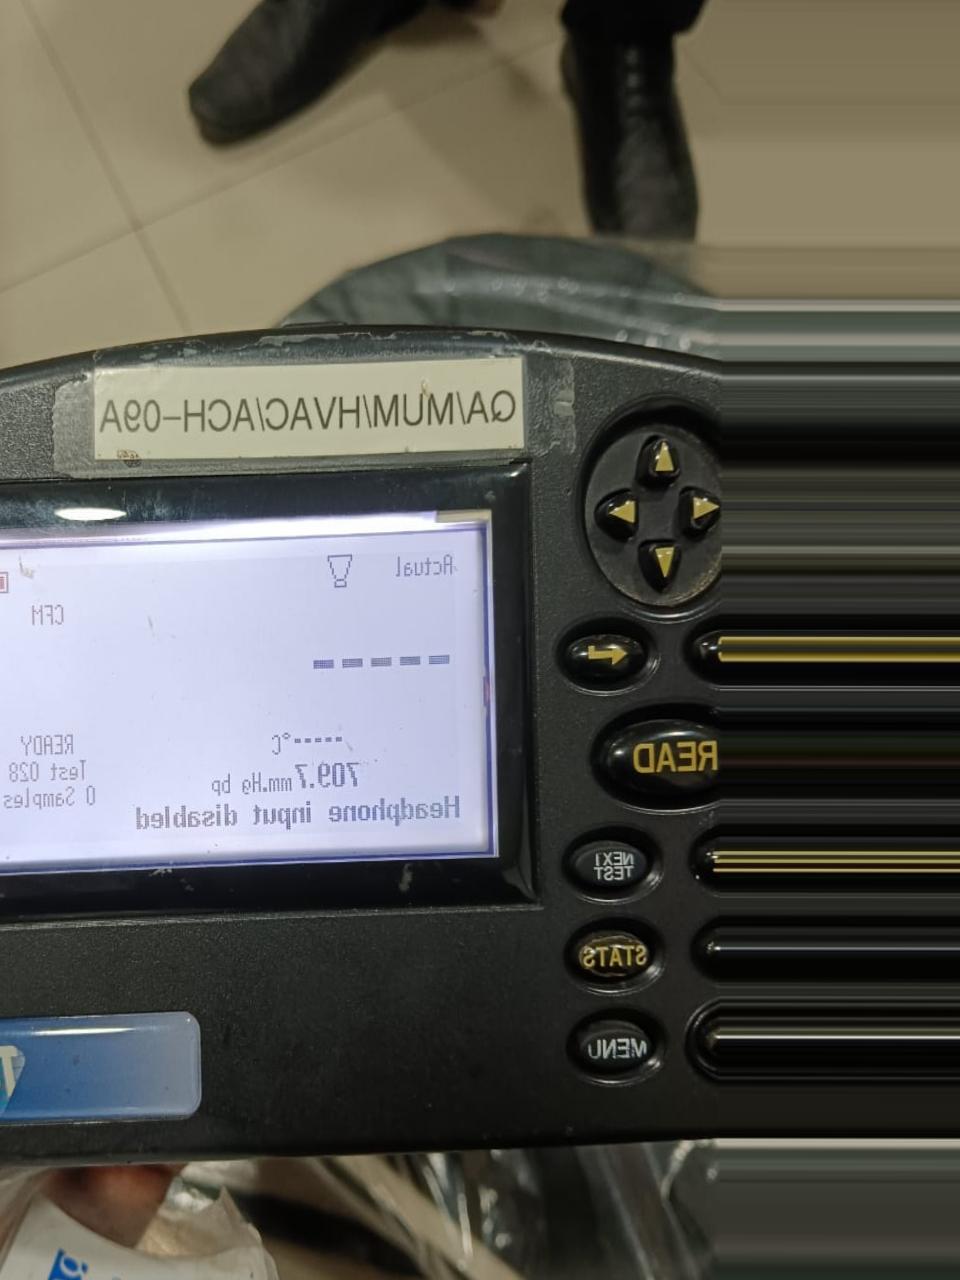 QA/MUM/HVAC/ACH-09A
Actual
CFM
-----
-----°C
READY
709.7 mm.Hg bp
Test 028
0 Samples
Headphone input disabled
READ
NEXT
TEST
STATS
MENU